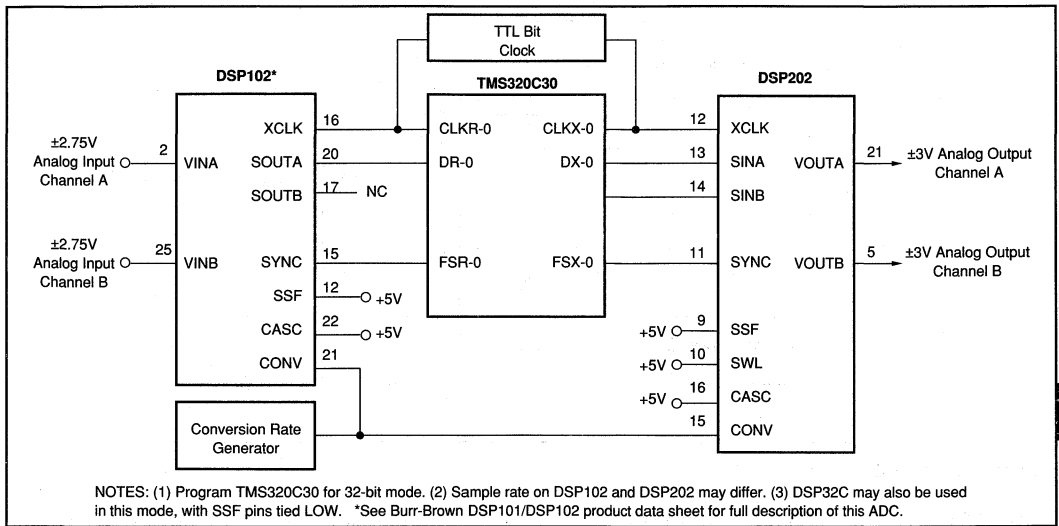 TTL Bit
Clock
DSP102*
TMS320C30
DSP202
±2.75V
Analog Input
Channel A
2
VINA
XCLK
16
CLKR-0
CLKX-0
12
XCLK
SOUTA
20
DR-0
DX-0
13
SINA
VOUTA
21
±3V Analog Output
Channel A
SOUTB
17
NC
14
SINB
±2.75V
Analog Input
Channel B
25
VINB
SYNC
15
FSR-0
FSX-0
11
SYNC
VOUTB
5
±3V Analog Output
Channel B
SSF
12
+5V
CASC
22
+5V
CONV
21
+5V
9
SSF
+5V
10
SWL
+5V
16
CASC
15
CONV
Conversion Rate
Generator
NOTES: (1) Program TMS320C30 for 32-bit mode. (2) Sample rate on DSP102 and DSP202 may differ. (3) DSP32C may also be used
in this mode, with SSF pins tied LOW. *See Burr-Brown DSP101/DSP102 product data sheet for full description of this ADC.